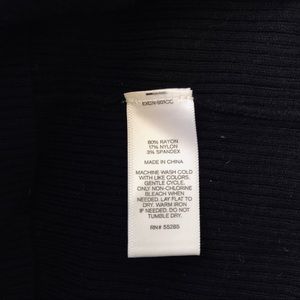 80% RAYON
17% NYLON
3% SPANDEX
MADE IN CHINA
MACHINE WASH COLD
WITH LIKE COLORS.
GENTLE CYCLE.
ONLY NON-CHLORINE
BLEACH WHEN
NEEDED. LAY FLAT TO
DRY. WARM IRON
IF NEEDED. DO NOT
TUMBLE DRY.
RN# 55285